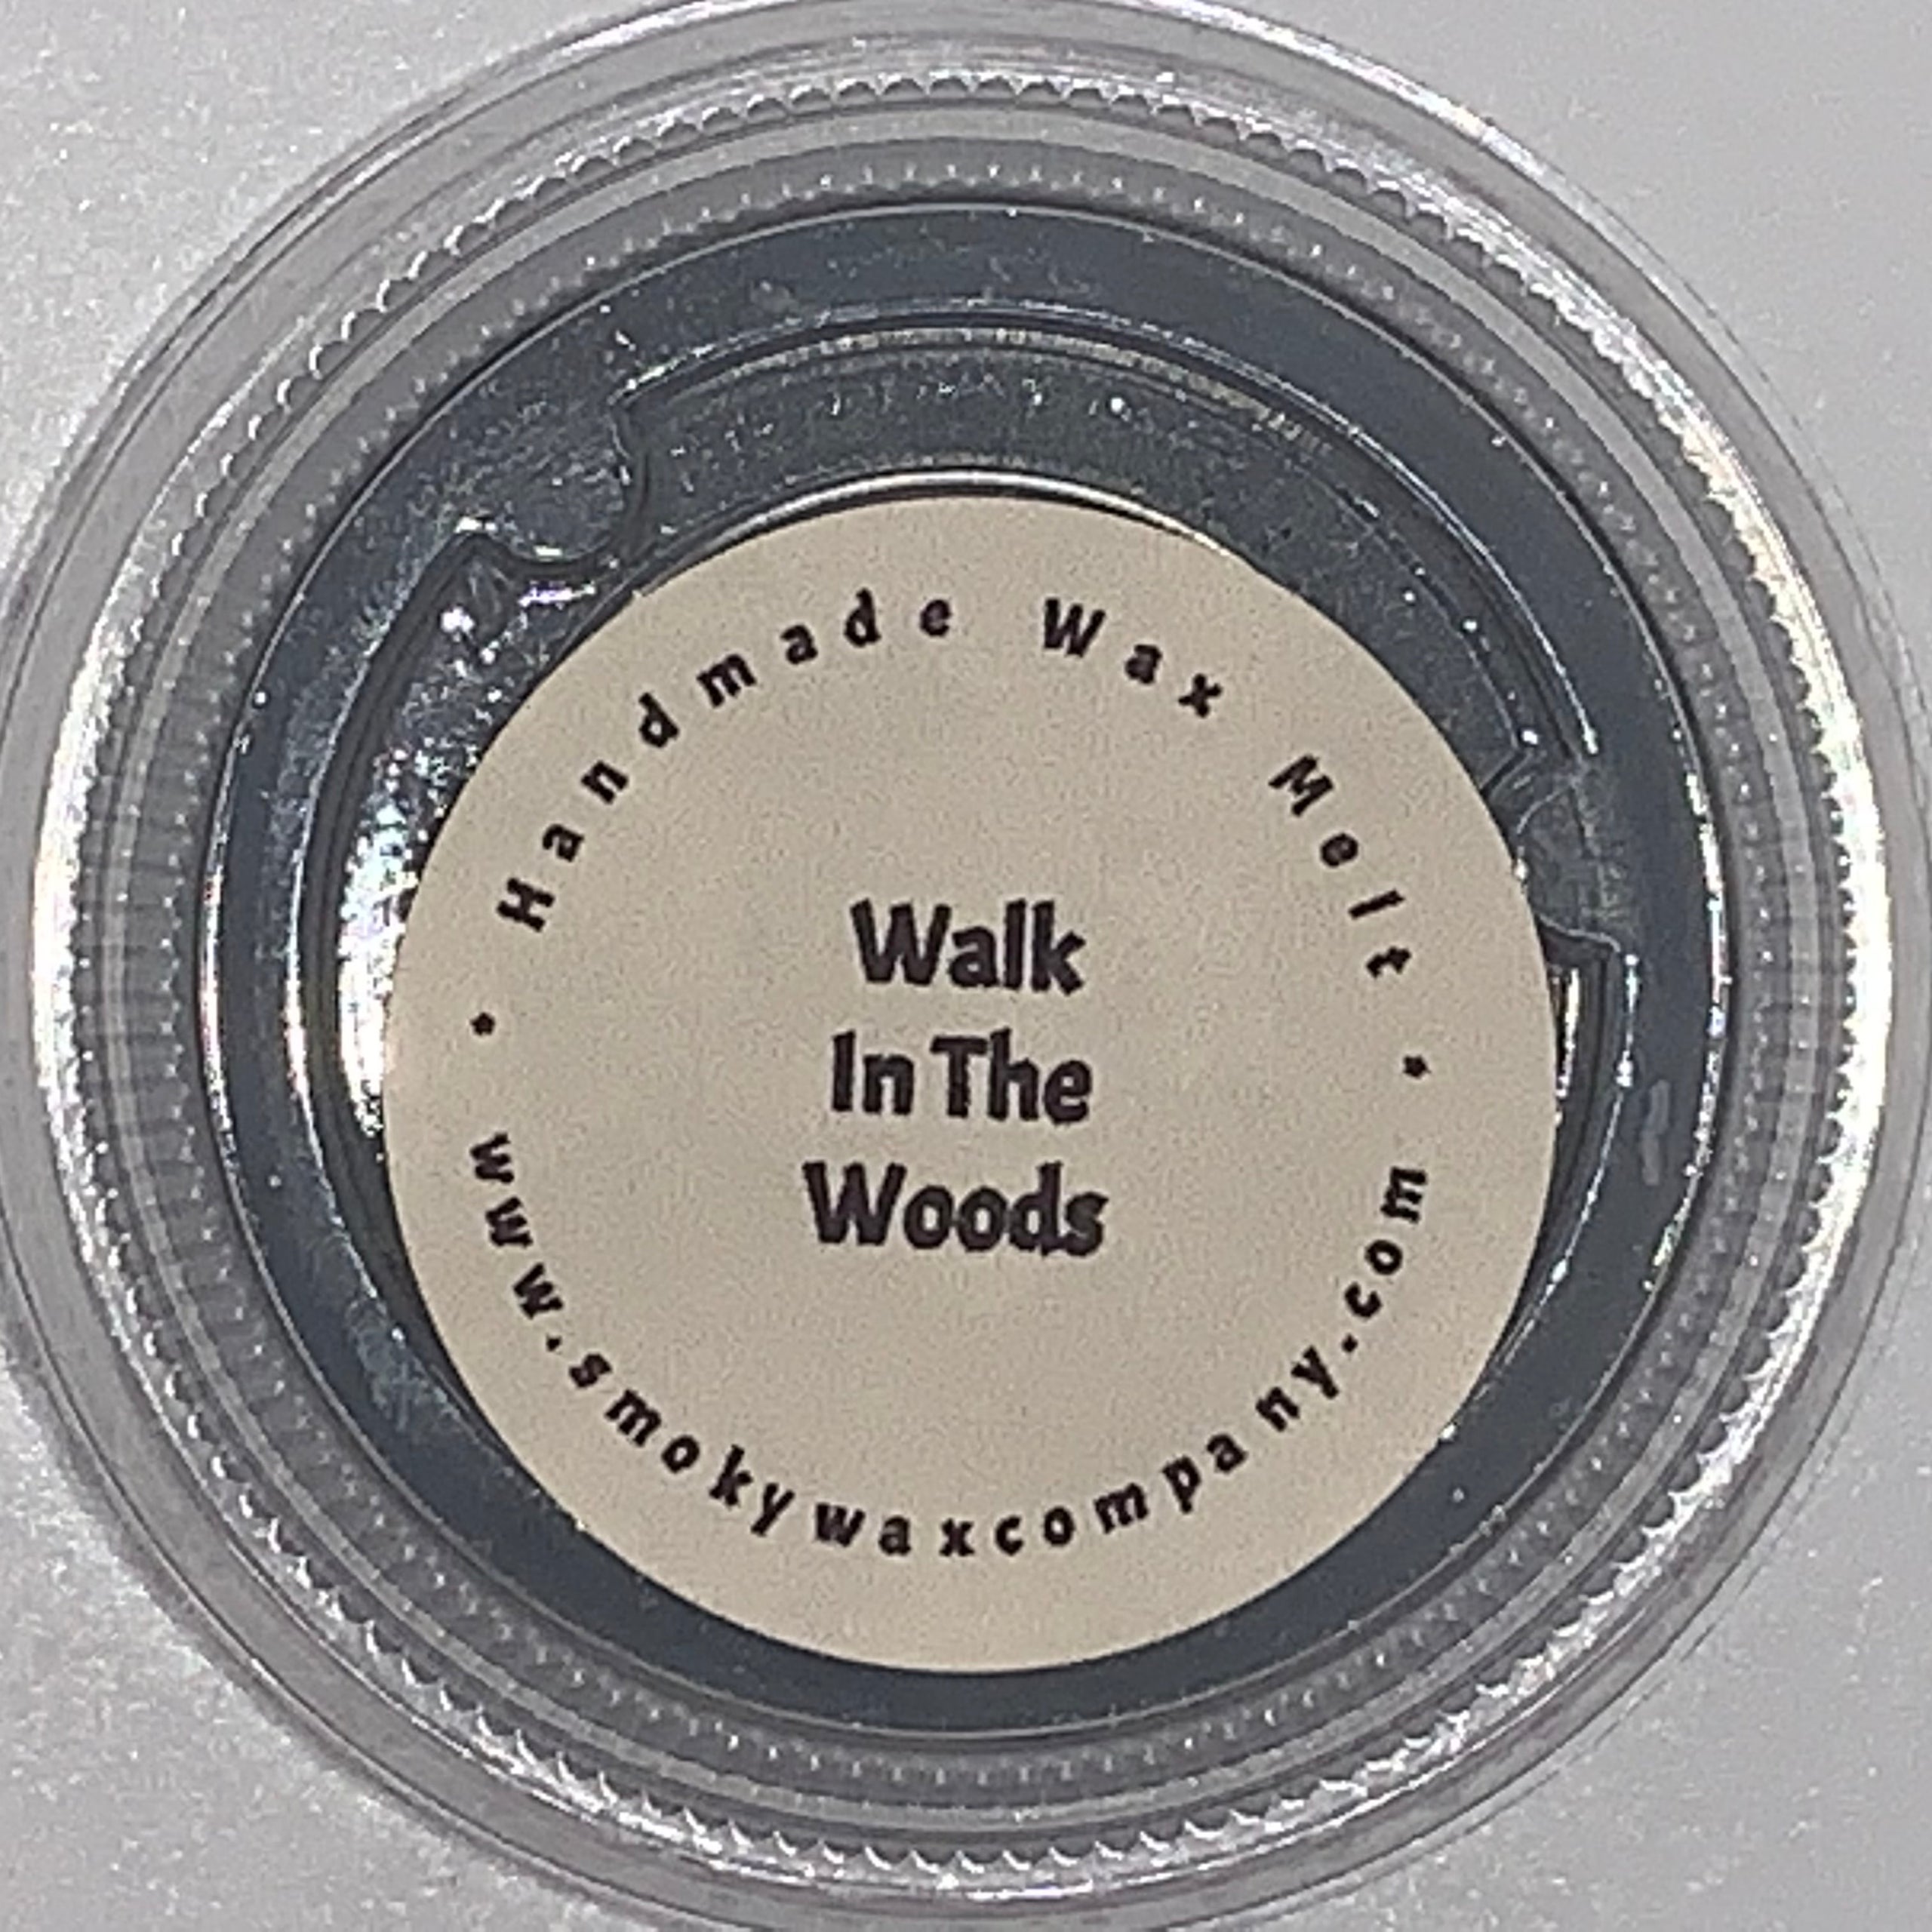 • Handmade Wax Melt •
Walk
In The
Woods
www.smokywaxcompany.com